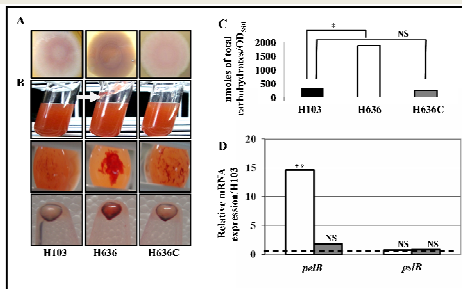 A
B
H103 H636 H636C
C
nmoles of total
carbohydrates/OD580
2000
1500
1000
500
0
*
NS
H103 H636 H636C
D
Relative mRNA
expression/H103
20
15
10
5
0
**
NS
NS NS
pelB pslB